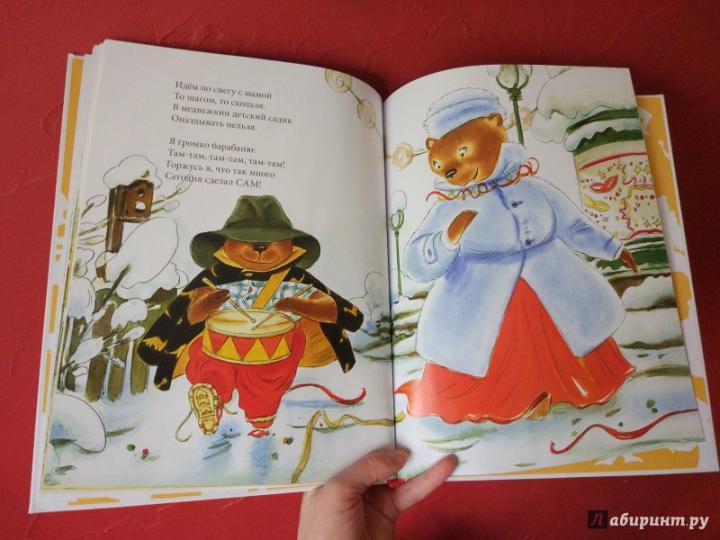 Идём по снегу с мамой
То шагом, то скользя.
В медвежкин детский садик
Опаздывать нельзя.
Я громко барабаню:
Там-там, там-там, там-там!
Горжусь я, что так много
Сегодня сделал САМ!
Лабиринт.ру